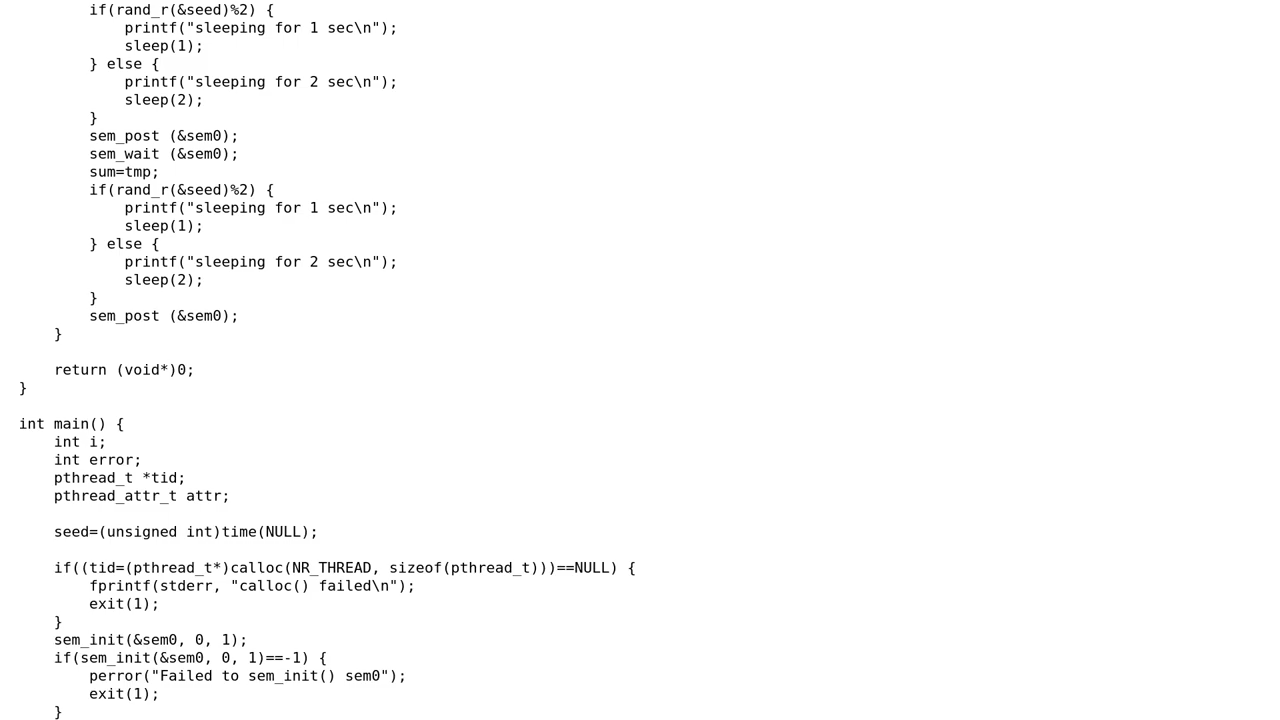 if(rand_r(&seed)%2) {
            printf("sleeping for 1 sec\n");
            sleep(1);
        } else {
            printf("sleeping for 2 sec\n");
            sleep(2);
        }
        sem_post (&sem0);
        sem_wait (&sem0);
        sum=tmp;
        if(rand_r(&seed)%2) {
            printf("sleeping for 1 sec\n");
            sleep(1);
        } else {
            printf("sleeping for 2 sec\n");
            sleep(2);
        }
        sem_post (&sem0);
    }

    return (void*)0;
}

int main() {
    int i;
    int error;
    pthread_t *tid;
    pthread_attr_t attr;

    seed=(unsigned int)time(NULL);

    if((tid=(pthread_t*)calloc(NR_THREAD, sizeof(pthread_t)))==NULL) {
        fprintf(stderr, "calloc() failed\n");
        exit(1);
    }
    sem_init(&sem0, 0, 1);
    if(sem_init(&sem0, 0, 1)==-1) {
        perror("Failed to sem_init() sem0");
        exit(1);
    }